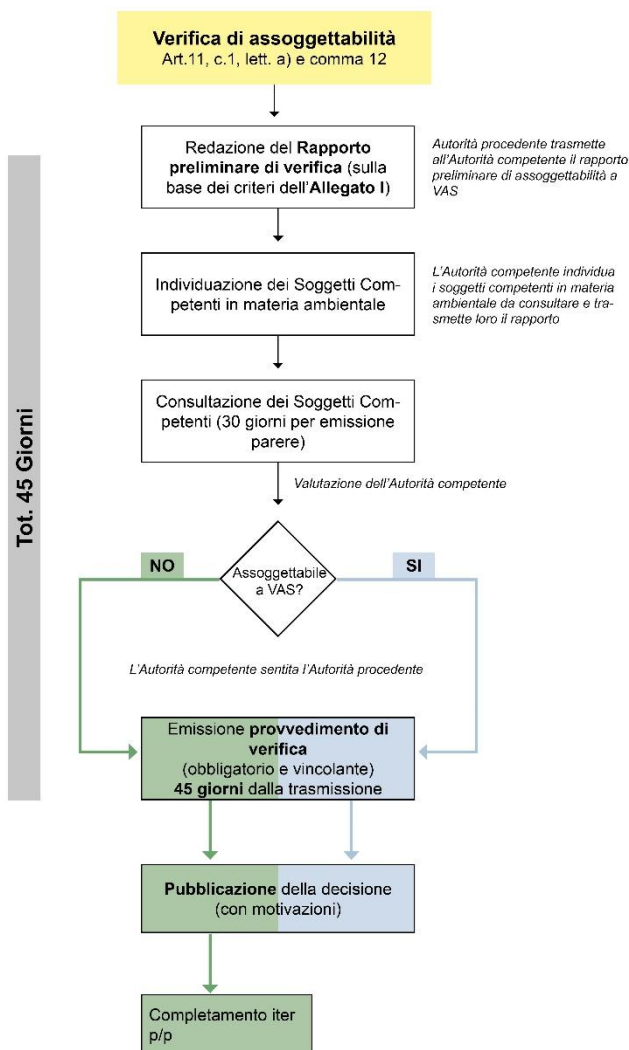 Verifica di assoggettabilità
Art.11, c.1, lett. a) e comma 12
Redazione del Rapporto
preliminare di verifica (sulla
base dei criteri dell'Allegato I)
Autorità procedente trasmette
all'Autorità competente il rapporto
preliminare di assoggettabilità a
VAS
Individuazione dei Soggetti Com-
petenti in materia ambientale
L'Autorità competente individua
i soggetti competenti in materia
ambientale da consultare e tra-
smette loro il rapporto
Consultazione dei Soggetti Com-
petenti (30 giorni per emissione
parere)
Tot. 45 Giorni
Valutazione dell'Autorità competente
NO
Assoggettabile
a VAS?
SI
L'Autorità competente sentita l'Autorità procedente
Emissione provvedimento di
verifica
(obbligatorio e vincolante)
45 giorni dalla trasmissione
Pubblicazione della decisione
(con motivazioni)
Completamento iter
p/p